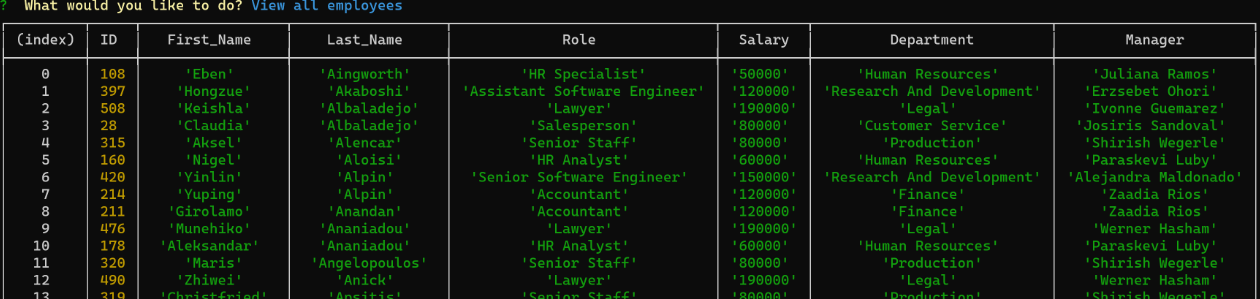 ? What would you like to do? View all employees
(index) ID First_Name Last_Name Role Salary Department Manager
0 108 'Eben' 'Aingworth' 'HR Specialist' '50000' 'Human Resources' 'Juliana Ramos'
1 397 'Hongzue' 'Akaboshi' 'Assistant Software Engineer' '120000' 'Research And Development' 'Erzsebet Ohori'
2 508 'Keishla' 'Albaladejo' 'Lawyer' '190000' 'Legal' 'Ivonne Guemarez'
3 28 'Claudia' 'Albaladejo' 'Salesperson' '80000' 'Customer Service' 'Josiris Sandoval'
4 315 'Aksel' 'Alencar' 'Senior Staff' '80000' 'Production' 'Shirish Wegerle'
5 160 'Nigel' 'Aloisi' 'HR Analyst' '60000' 'Human Resources' 'Paraskevi Luby'
6 420 'Yinlin' 'Alpin' 'Senior Software Engineer' '150000' 'Research And Development' 'Alejandra Maldonado'
7 214 'Yuping' 'Alpin' 'Accountant' '120000' 'Finance' 'Zaadia Rios'
8 211 'Girolamo' 'Anandan' 'Accountant' '120000' 'Finance' 'Zaadia Rios'
9 476 'Munehiko' 'Ananiadou' 'Lawyer' '190000' 'Legal' 'Werner Hasham'
10 178 'Aleksandar' 'Ananiadou' 'HR Analyst' '60000' 'Human Resources' 'Paraskevi Luby'
11 320 'Maris' 'Angelopoulos' 'Senior Staff' '80000' 'Production' 'Shirish Wegerle'
12 490 'Zhiwei' 'Anick' 'Lawyer' '190000' 'Legal' 'Werner Hasham'
13 319 'Christfried' 'Apsitis' 'Senior Staff' '80000' 'Production' 'Shirish Wegerle'